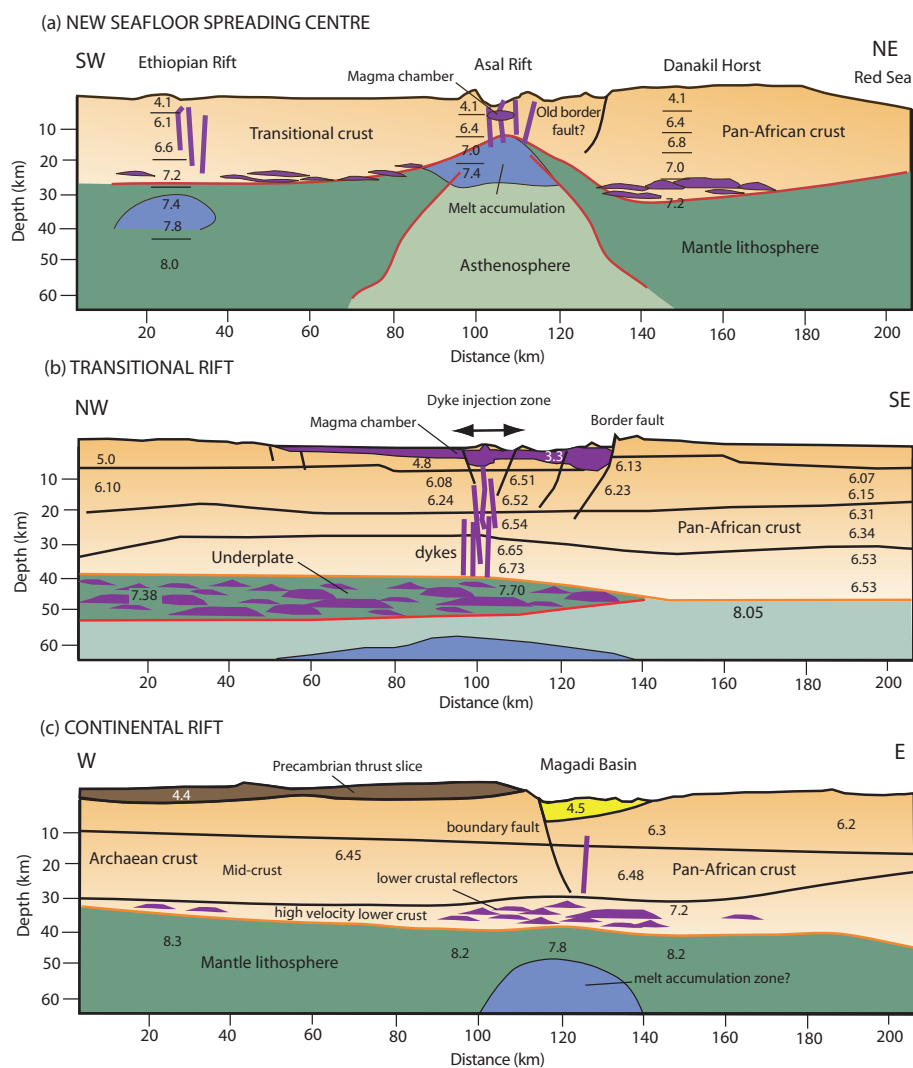 (a) NEW SEAFLOOR SPREADING CENTRE
SW
NE
Ethiopian Rift
Asal Rift
Danakil Horst
Red Sea
Magma chamber
4.1
6.1
6.6
7.2
7.4
7.8
8.0
Transitional crust
4.1
6.4
7.0
7.4
Old border
fault?
4.1
6.4
6.8
7.0
7.2
Pan-African crust
Melt accumulation
Mantle lithosphere
Asthenosphere
Depth (km)
10
20
30
40
50
60
20 40 60 80 100 120 140 160 180 200
Distance (km)
(b) TRANSITIONAL RIFT
NW
SE
Dyke injection zone
Magma chamber
Border fault
5.0
4.8
3.3
6.13
6.10
6.08
6.51
6.23
6.07
6.24
6.52
6.15
6.54
6.31
Pan-African crust
6.34
Underplate
dykes
6.65
6.73
6.53
6.53
7.38
7.70
8.05
Depth (km)
10
20
30
40
50
60
20 40 60 80 100 120 140 160 180 200
Distance (km)
(c) CONTINENTAL RIFT
W
E
Precambrian thrust slice
Magadi Basin
4.4
4.5
boundary fault
6.3
6.2
Archaean crust
6.45
Mid-crust
6.48
Pan-African crust
lower crustal reflectors
high velocity lower crust
7.2
8.3
8.2
7.8
8.2
Mantle lithosphere
melt accumulation zone?
Depth (km)
10
20
30
40
50
60
20 40 60 80 100 120 140 160 180 200
Distance (km)